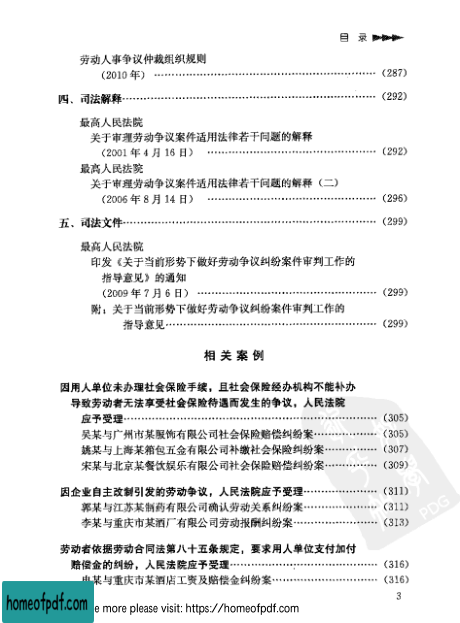 目 录
劳动人事争议仲裁组织规则
(2010 年) …………………………………………… (287)
四、司法解释…………………………………………… (292)
最高人民法院
关于审理劳动争议案件适用法律若干问题的解释
(2001 年 4 月 16 日) ………………………………… (292)
最高人民法院
关于审理劳动争议案件适用法律若干问题的解释 (二)
(2006 年 8 月 14 日) ………………………………… (296)
五、司法文件…………………………………………… (299)
最高人民法院
印发《关于当前形势下做好劳动争议纠纷案件审判工作的
指导意见》的通知
(2009 年 7 月 6 日) ………………………………… (299)
附: 关于当前形势下做好劳动争议纠纷案件审判工作的
指导意见…………………………………………… (299)
相关案例
因用人单位未办理社会保险手续,且社会保险经办机构不能补办
导致劳动者无法享受社会保险待遇而发生的争议,人民法院
应予受理…………………………………………… (305)
吴某与广州市某服饰有限公司社会保险赔偿纠纷案………… (305)
姚某与上海某箱包五金有限公司补缴社会保险纠纷案……… (307)
宋某与北京某餐饮娱乐有限公司社会保险赔偿纠纷案……… (309)
因企业自主改制引发的劳动争议,人民法院应予受理………… (311)
郭某与江苏某制药有限公司确认劳动关系纠纷案…………… (311)
李某与重庆市某酒厂有限公司劳动报酬纠纷案……………… (313)
劳动者依据劳动合同法第八十五条规定,要求用人单位支付加付
赔偿金的纠纷,人民法院应予受理………………………… (316)
申某与重庆市某酒店工资及赔偿金纠纷案………………… (316)
3
homeofpdf.com
e more please visit: https://homeofpdf.com
PDG